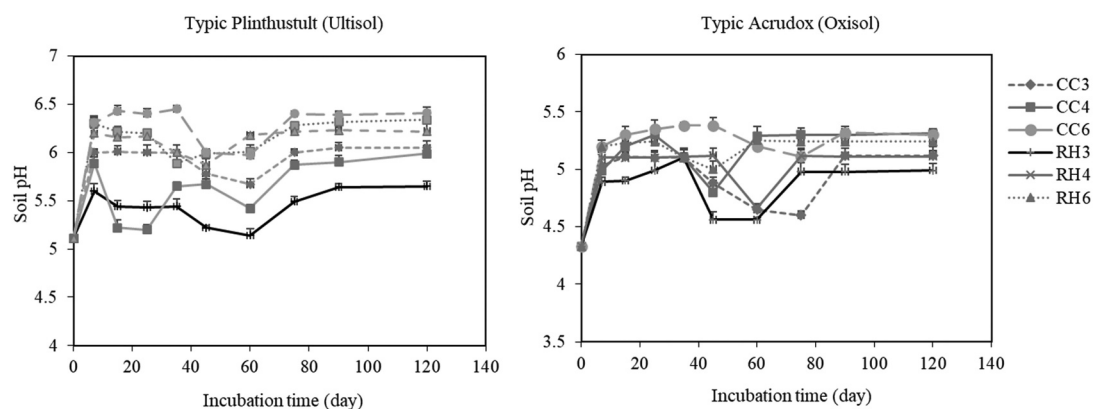 Typic Plinthustult (Ultisol)
7
6.5
6
5.5
5
4.5
4
Soil pH
0 20 40 60 80 100 120 140
Incubation time (day)
Typic Acrudox (Oxisol)
6
5.5
5
4.5
4
3.5
Soil pH
0 20 40 60 80 100 120 140
Incubation time (day)
CC3
CC4
CC6
RH3
RH4
RH6